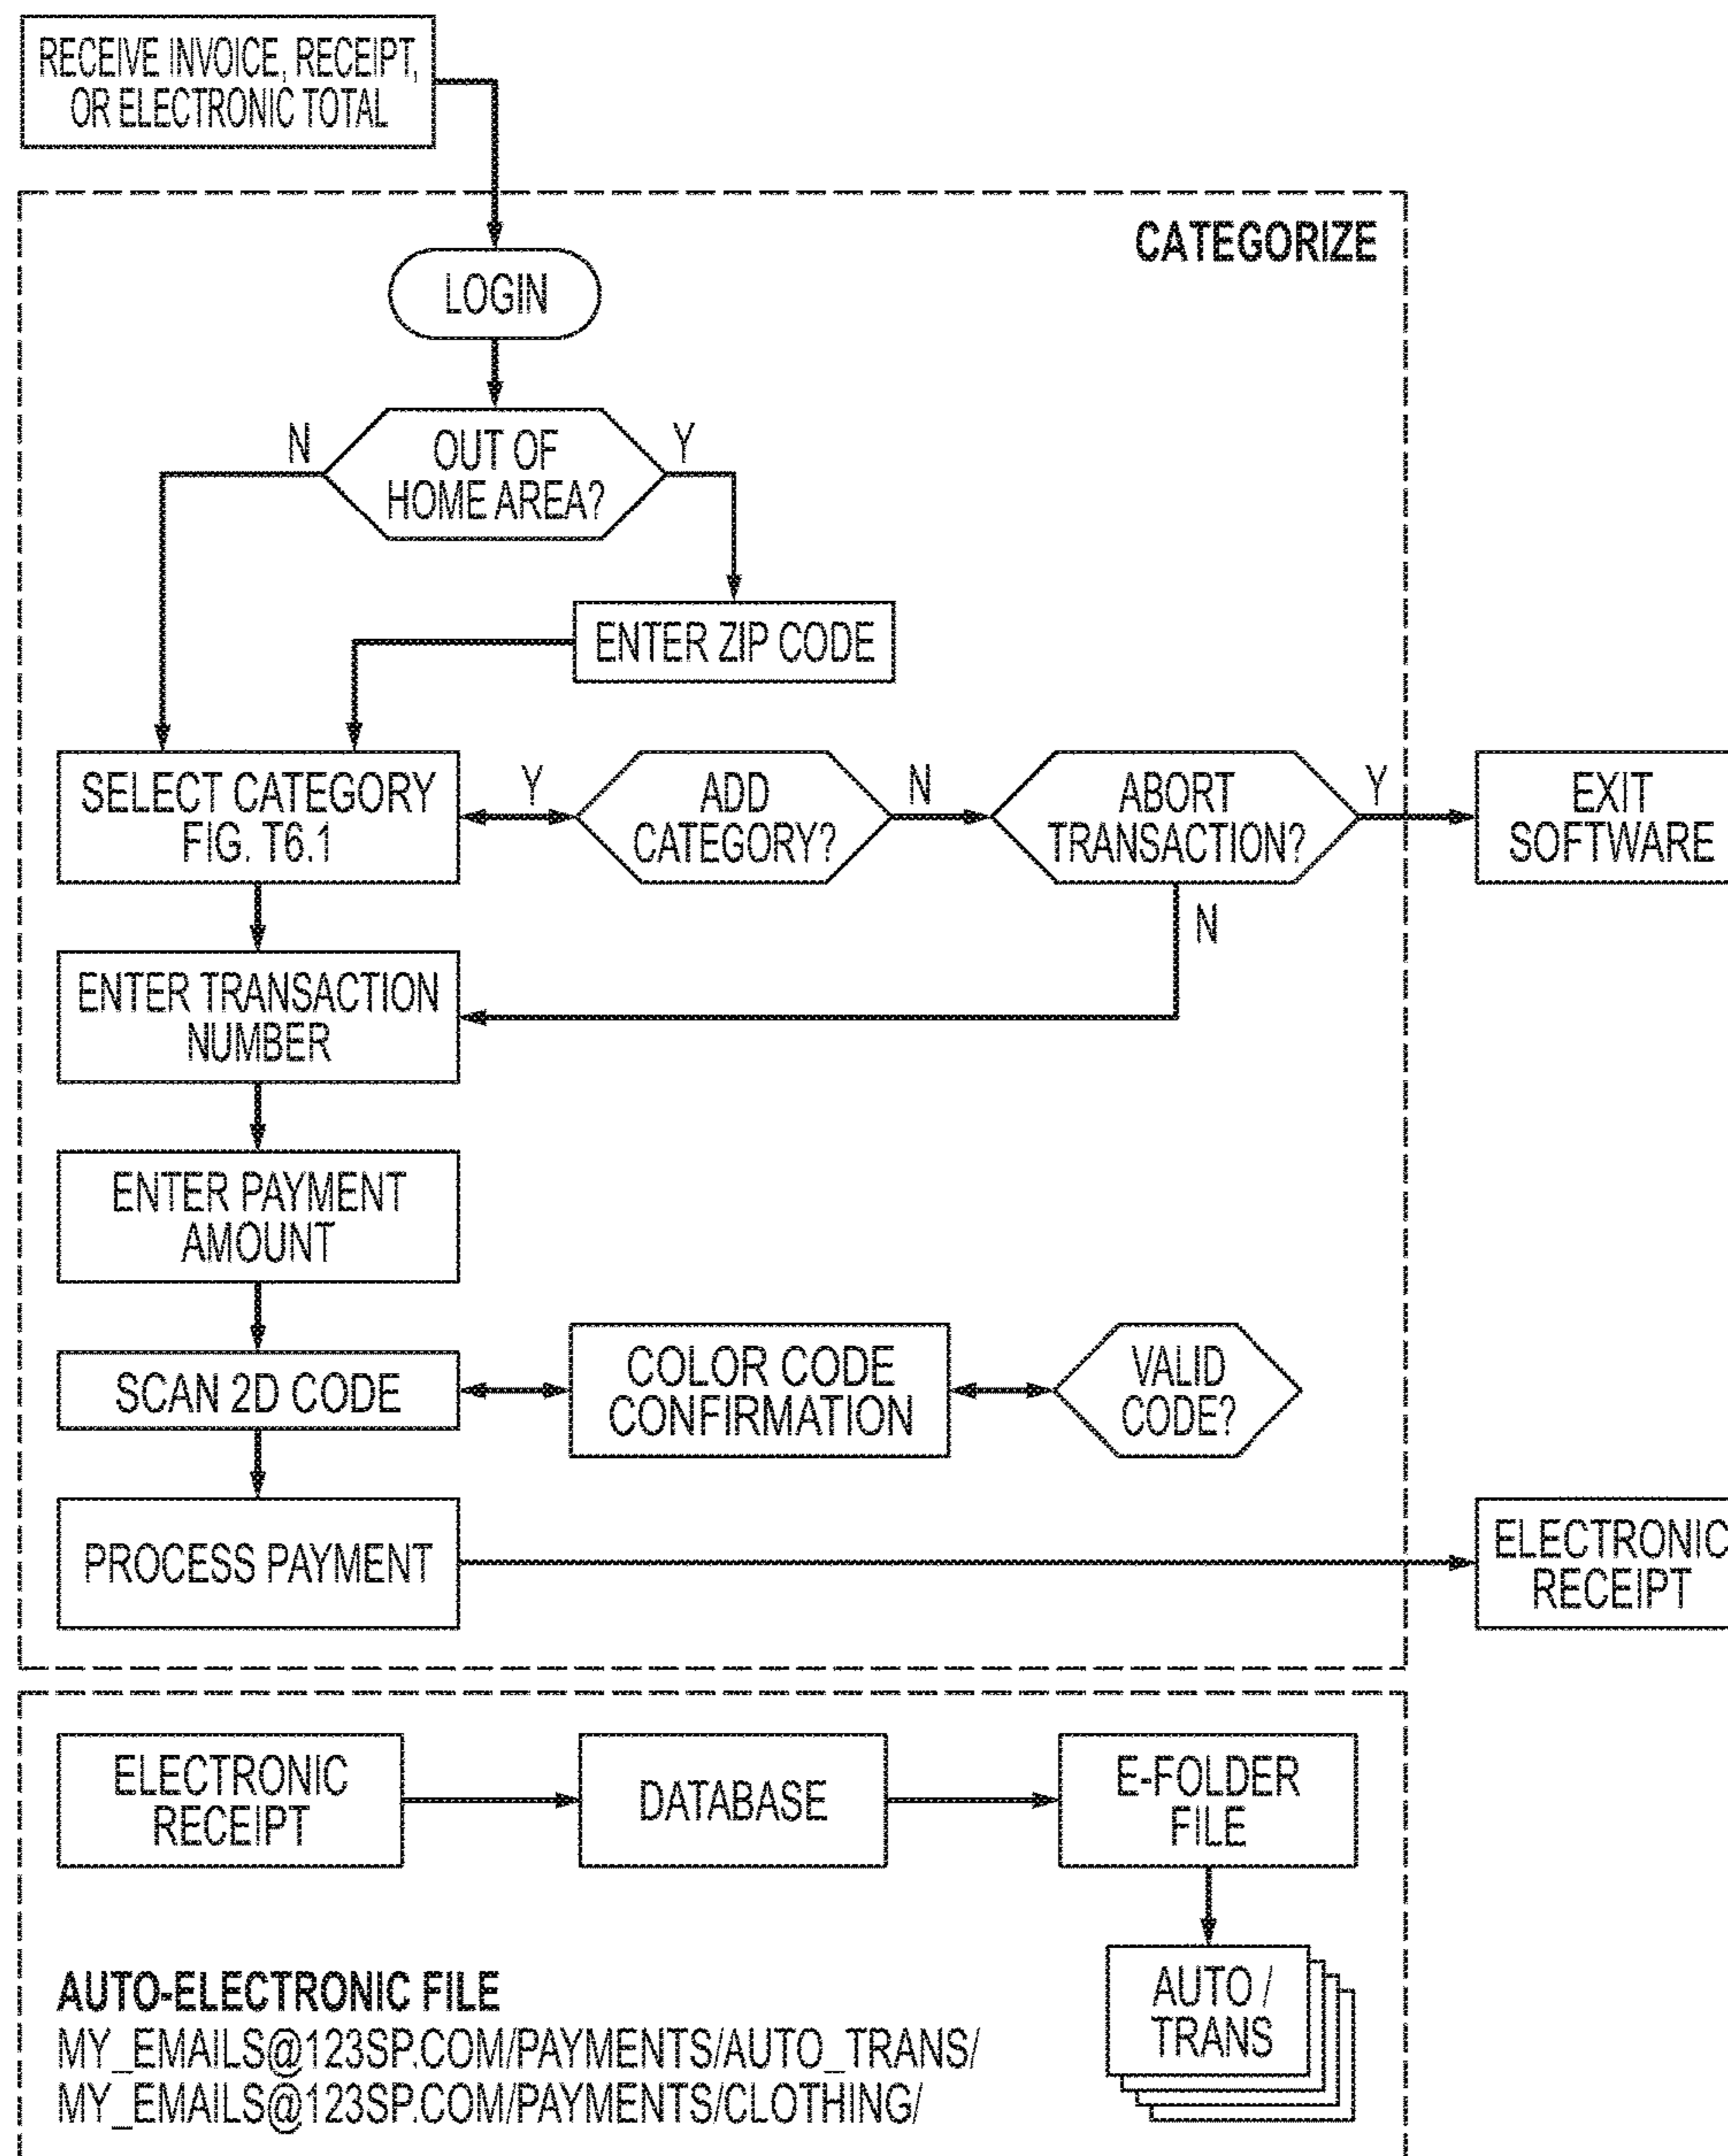 RECEIVE INVOICE, RECEIPT,
OR ELECTRONIC TOTAL
CATEGORIZE
LOGIN
N
OUT OF
HOME AREA?
Y
ENTER ZIP CODE
SELECT CATEGORY
FIG. T6.1
Y
ADD
CATEGORY?
N
ABORT
TRANSACTION?
Y
EXIT
SOFTWARE
N
ENTER TRANSACTION
NUMBER
ENTER PAYMENT
AMOUNT
SCAN 2D CODE
COLOR CODE
CONFIRMATION
VALID
CODE?
PROCESS PAYMENT
ELECTRONIC
RECEIPT
ELECTRONIC
RECEIPT
DATABASE
E-FOLDER
FILE
AUTO /
TRANS
AUTO-ELECTRONIC FILE
MY_EMAILS@123SP.COM/PAYMENTS/AUTO_TRANS/
MY_EMAILS@123SP.COM/PAYMENTS/CLOTHING/